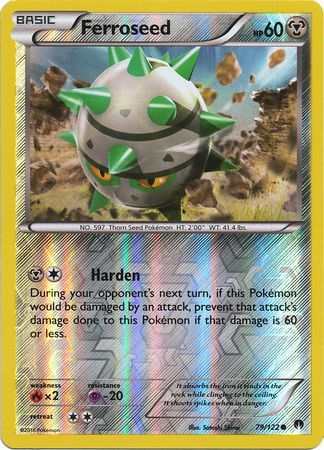 BASIC
Ferroseed
HP60
NO. 597 Thorn Seed Pokémon HT: 2'00" WT: 41.4 lbs.
Harden
During your opponent's next turn, if this Pokémon
would be damaged by an attack, prevent that attack's
damage done to this Pokémon if that damage is 60
or less.
weakness
×2
resistance
-20
retreat
It absorbs the iron it finds in
the rock while clinging to the ceiling.
It shoots spikes when in danger.
©2016 Pokémon
Illus. Satoshi Shirai
79/122